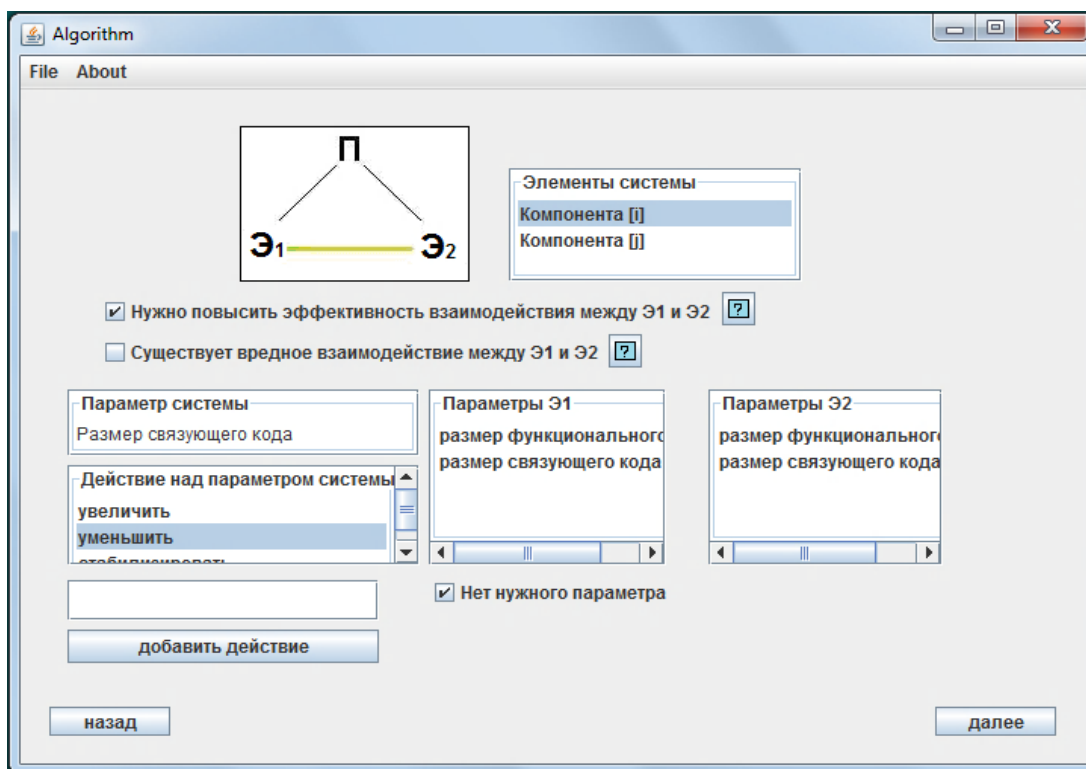 Algorithm
File About
П
Э1 Э2
Элементы системы
Компонента [i]
Компонента [j]
Нужно повысить эффективность взаимодействия между Э1 и Э2 ?
Существует вредное взаимодействие между Э1 и Э2 ?
Параметр системы
Размер связующего кода
Действие над параметром системы
увеличить
уменьшить
стабилизировать
Параметры Э1
размер функционального
размер связующего кода
Параметры Э2
размер функционального
размер связующего кода
Нет нужного параметра
добавить действие
назад
далее